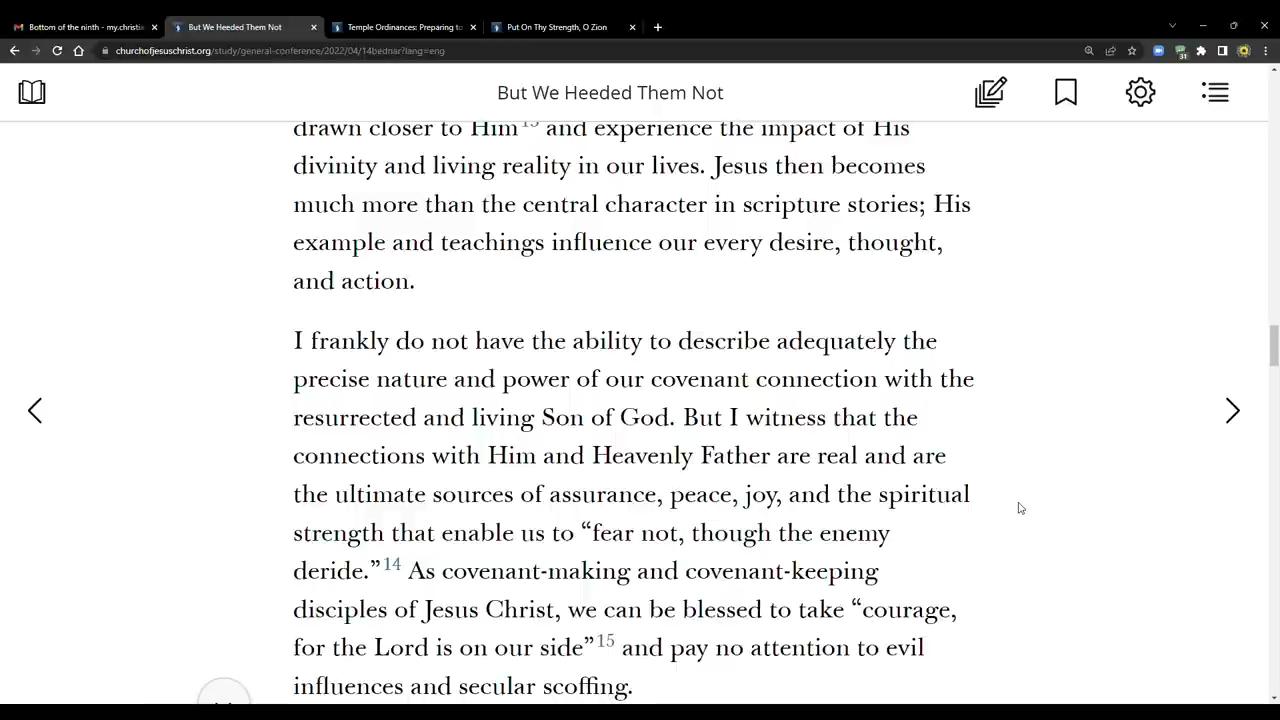 Bottom of the ninth - my.christi
But We Heeded Them Not
Temple Ordinances: Preparing to
Put On Thy Strength, O Zion
churchofjesuschrist.org/study/general-conference/2022/04/14bednar?lang=eng
31
But We Heeded Them Not
drawn closer to Him13 and experience the impact of His
divinity and living reality in our lives. Jesus then becomes
much more than the central character in scripture stories; His
example and teachings influence our every desire, thought,
and action.
I frankly do not have the ability to describe adequately the
precise nature and power of our covenant connection with the
resurrected and living Son of God. But I witness that the
connections with Him and Heavenly Father are real and are
the ultimate sources of assurance, peace, joy, and the spiritual
strength that enable us to “fear not, though the enemy
deride.”14 As covenant-making and covenant-keeping
disciples of Jesus Christ, we can be blessed to take “courage,
for the Lord is on our side”15 and pay no attention to evil
influences and secular scoffing.